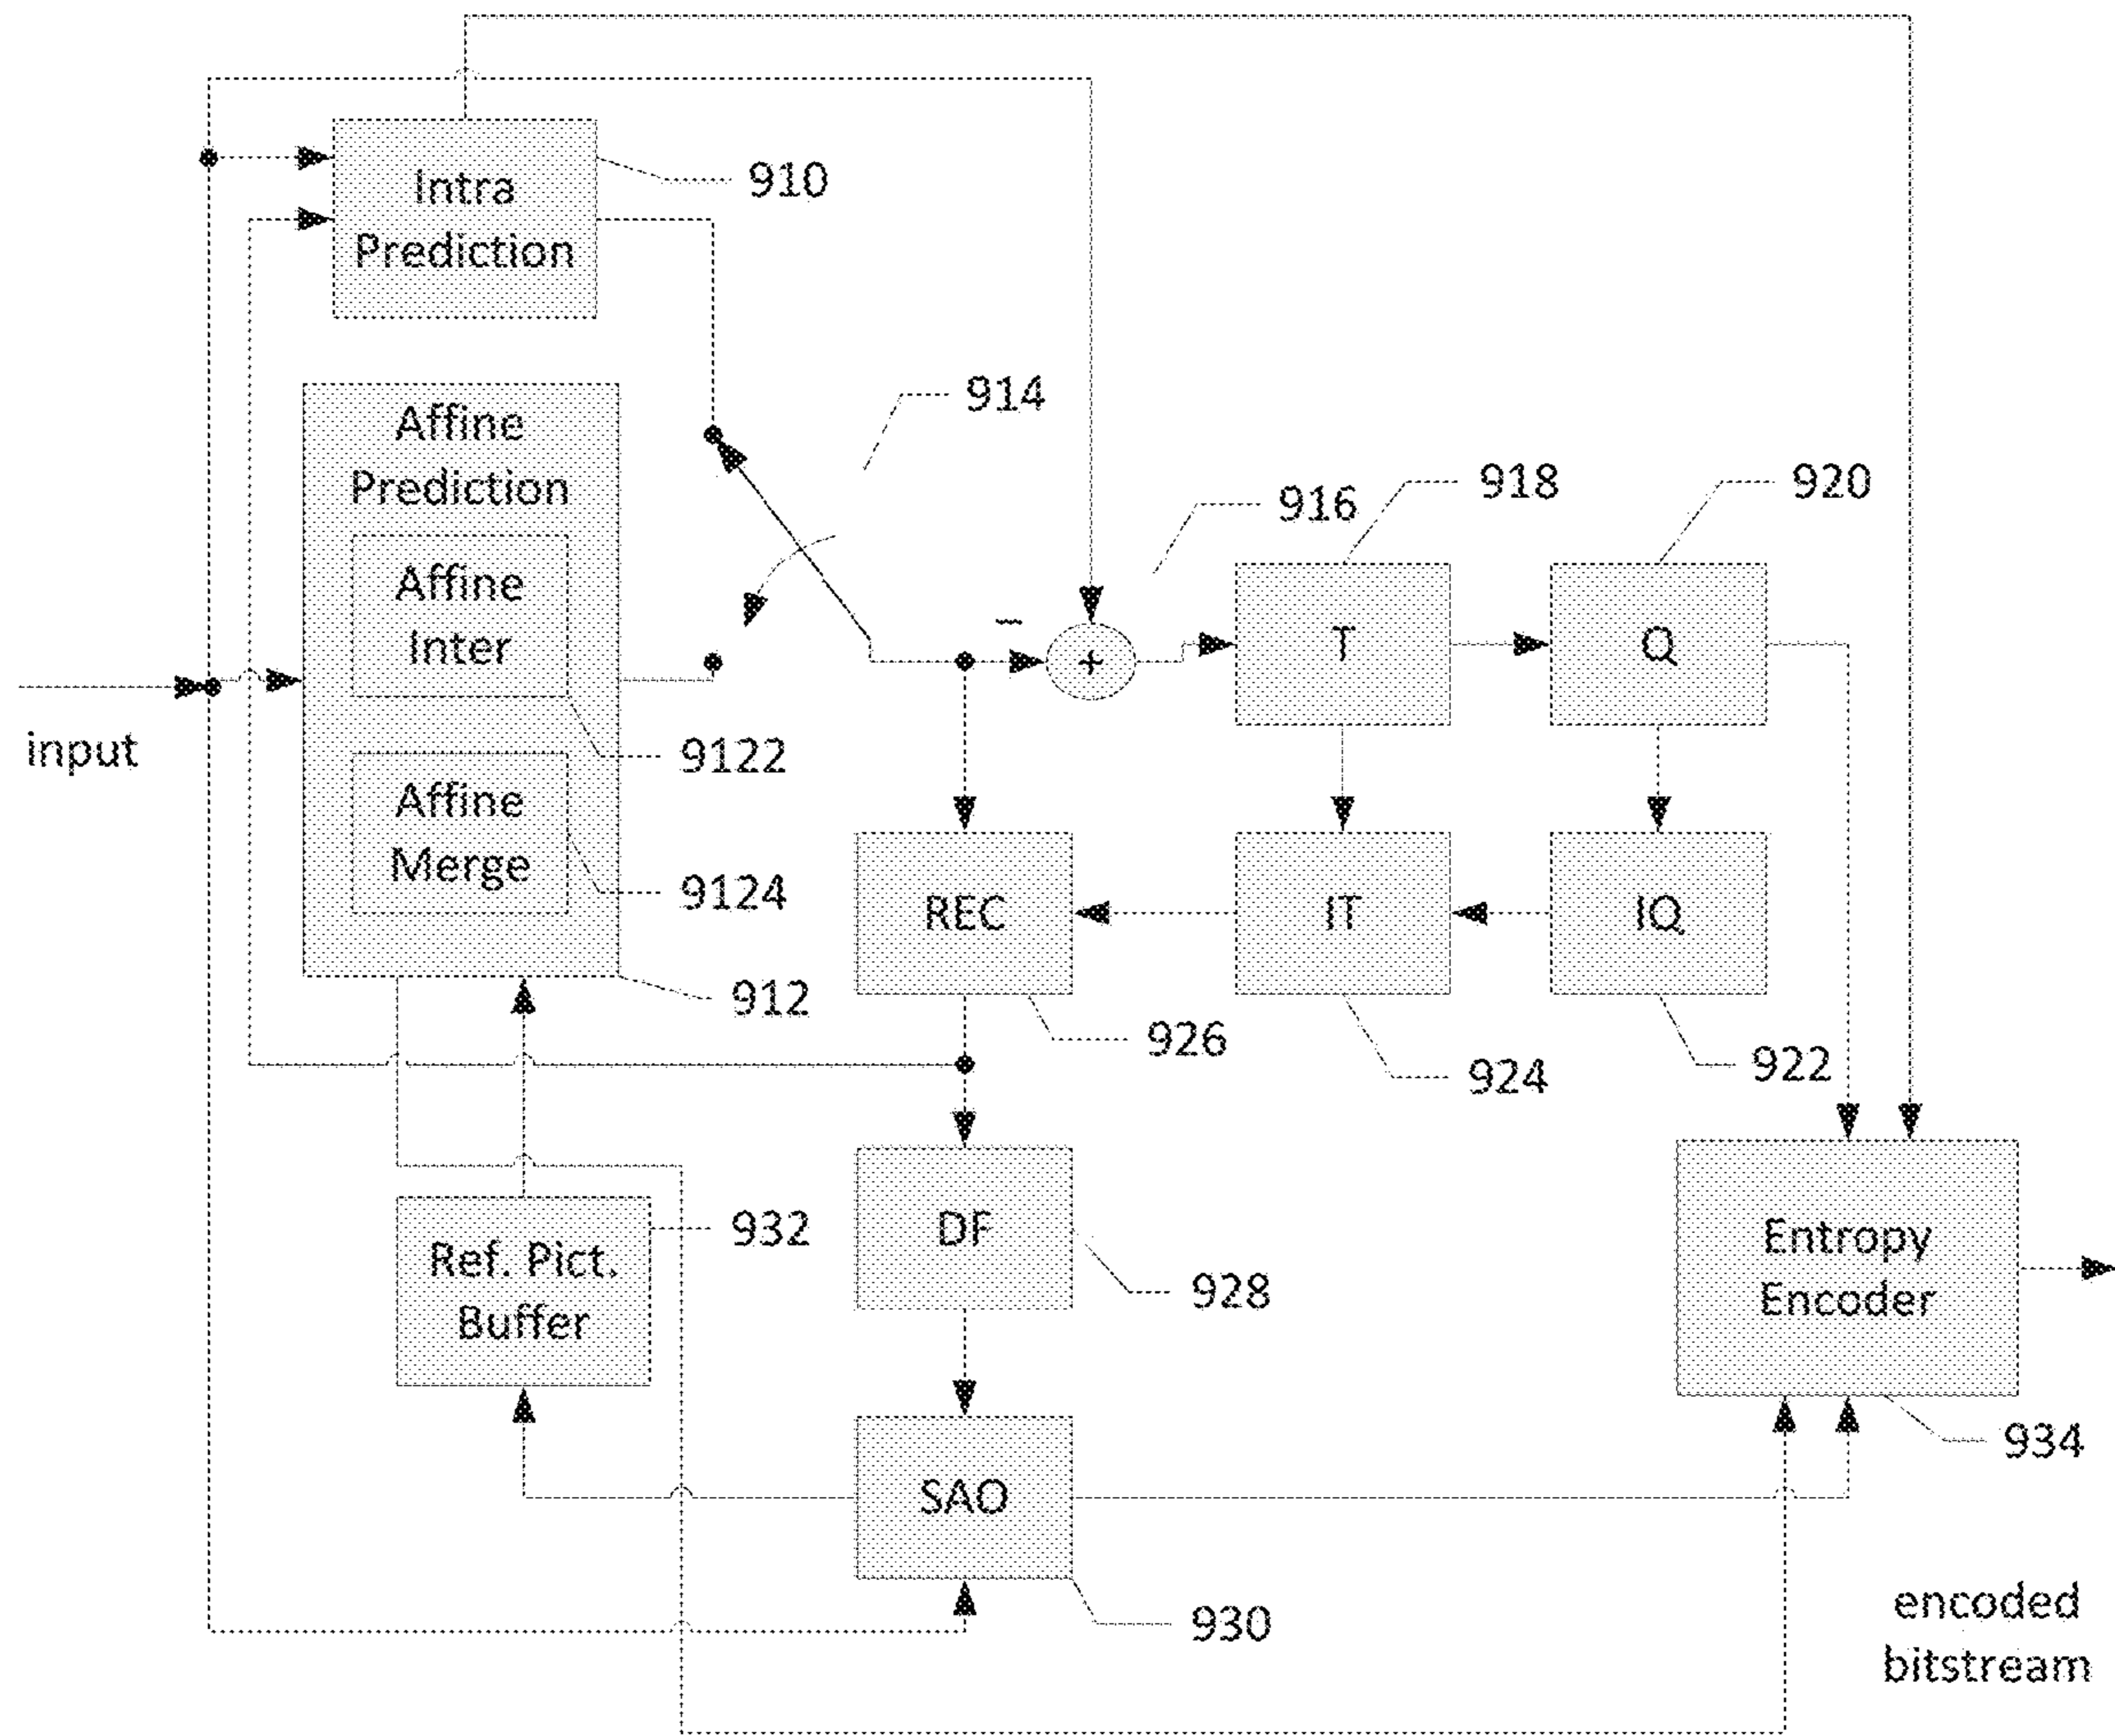 Intra
Prediction
910
Affine
Prediction
914
Affine
Inter
916
918
920
–
+
T
Q
input
9122
Affine
Merge
9124
912
REC
IT
IQ
926
924
922
Ref. Pict.
Buffer
932
DF
928
Entropy
Encoder
934
SAO
930
encoded
bitstream